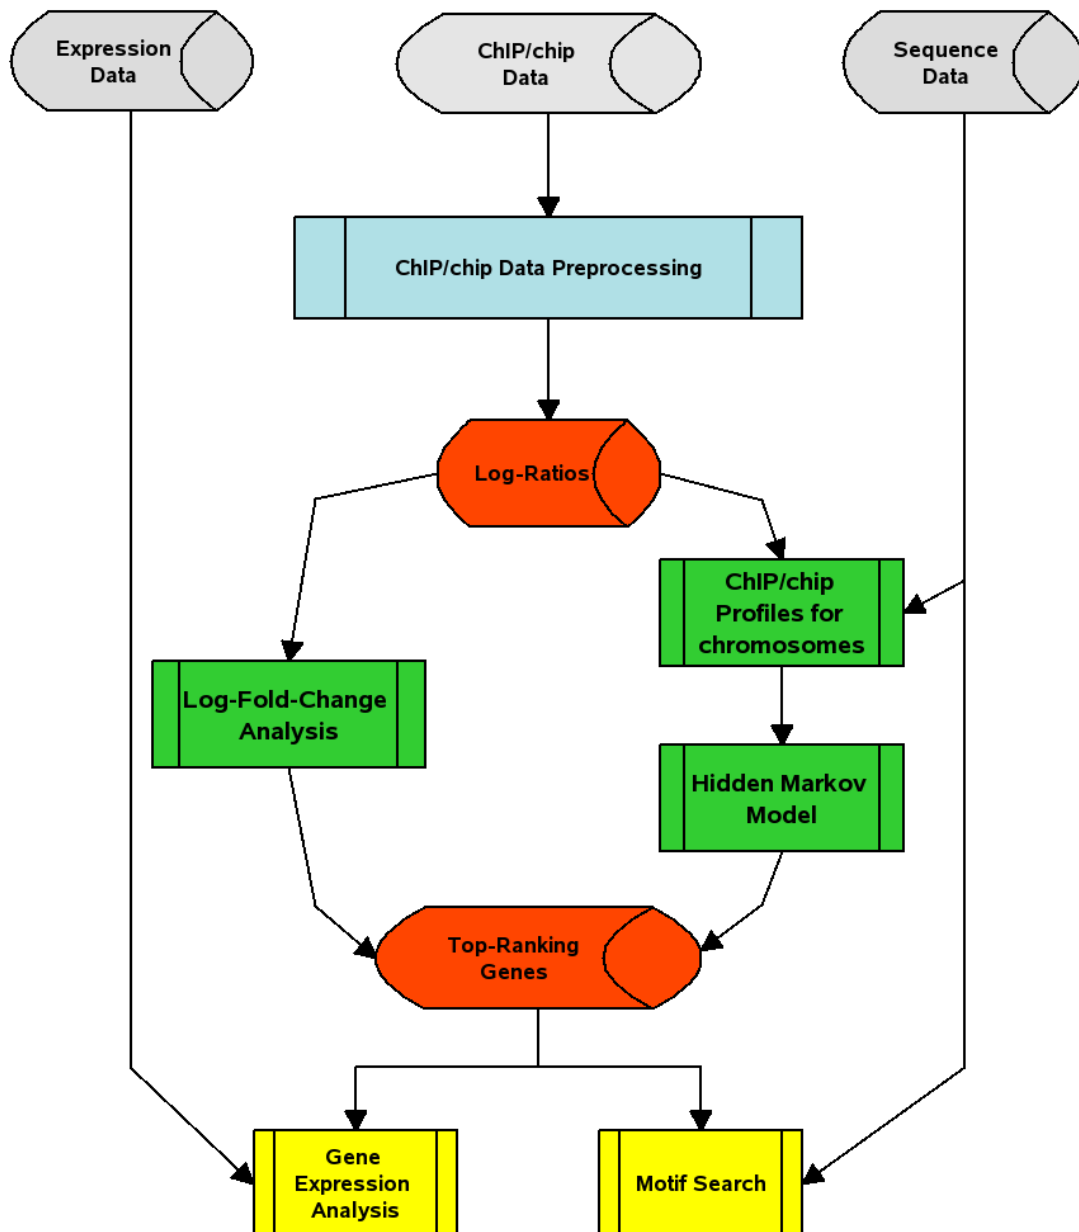 Expression
Data
ChIP/chip
Data
Sequence
Data
ChIP/chip Data Preprocessing
Log-Ratios
ChIP/chip
Profiles for
chromosomes
Log-Fold-Change
Analysis
Hidden Markov
Model
Top-Ranking
Genes
Gene
Expression
Analysis
Motif Search